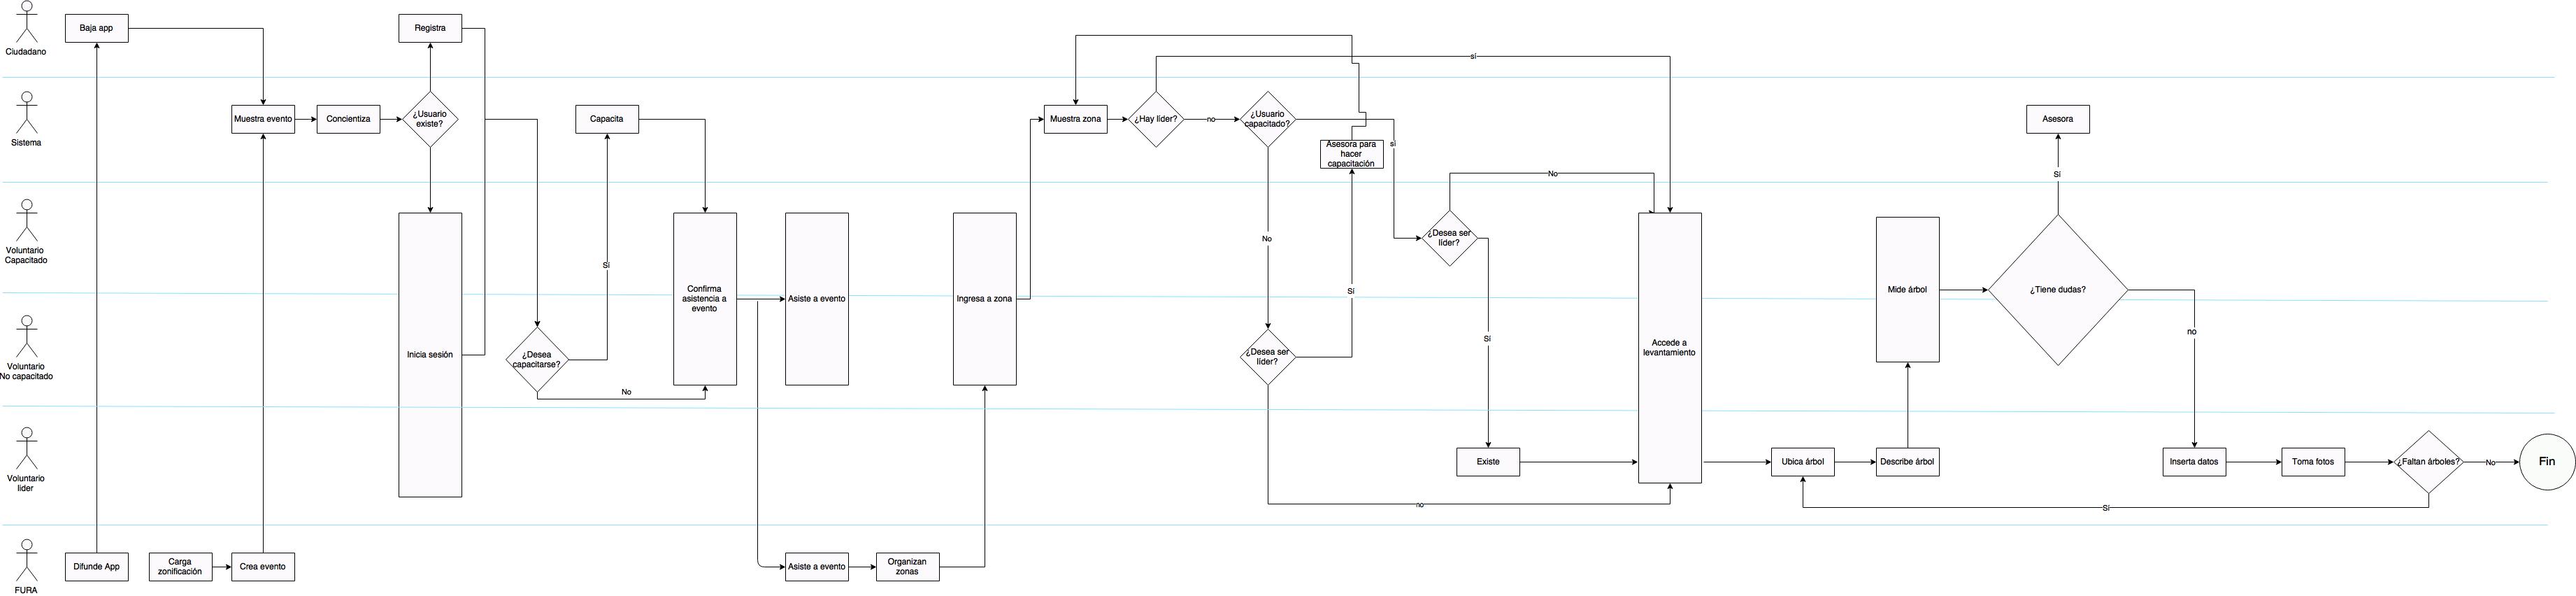 Ciudadano
Baja app
Registra
sí
Sistema
Muestra evento
Concientiza
¿Usuario
existe?
Capacita
Muestra zona
¿Hay líder?
no
¿Usuario
capacitado?
Asesora para
hacer
capacitación
sí
Asesora
Sí
No
Voluntario
Capacitado
Inicia sesión
Sí
Confirma
asistencia a
evento
Asiste a evento
Ingresa a zona
No
Sí
¿Desea ser
líder?
Sí
Accede a
levantamiento
Mide árbol
¿Tiene dudas?
no
Voluntario
No capacitado
¿Desea
capacitarse?
No
¿Desea ser
líder?
Voluntario
lider
Existe
no
Ubica árbol
Describe árbol
Inserta datos
Toma fotos
¿Faltan árboles?
No
Fin
Sí
FURA
Difunde App
Carga
zonificación
Crea evento
Asiste a evento
Organizan
zonas